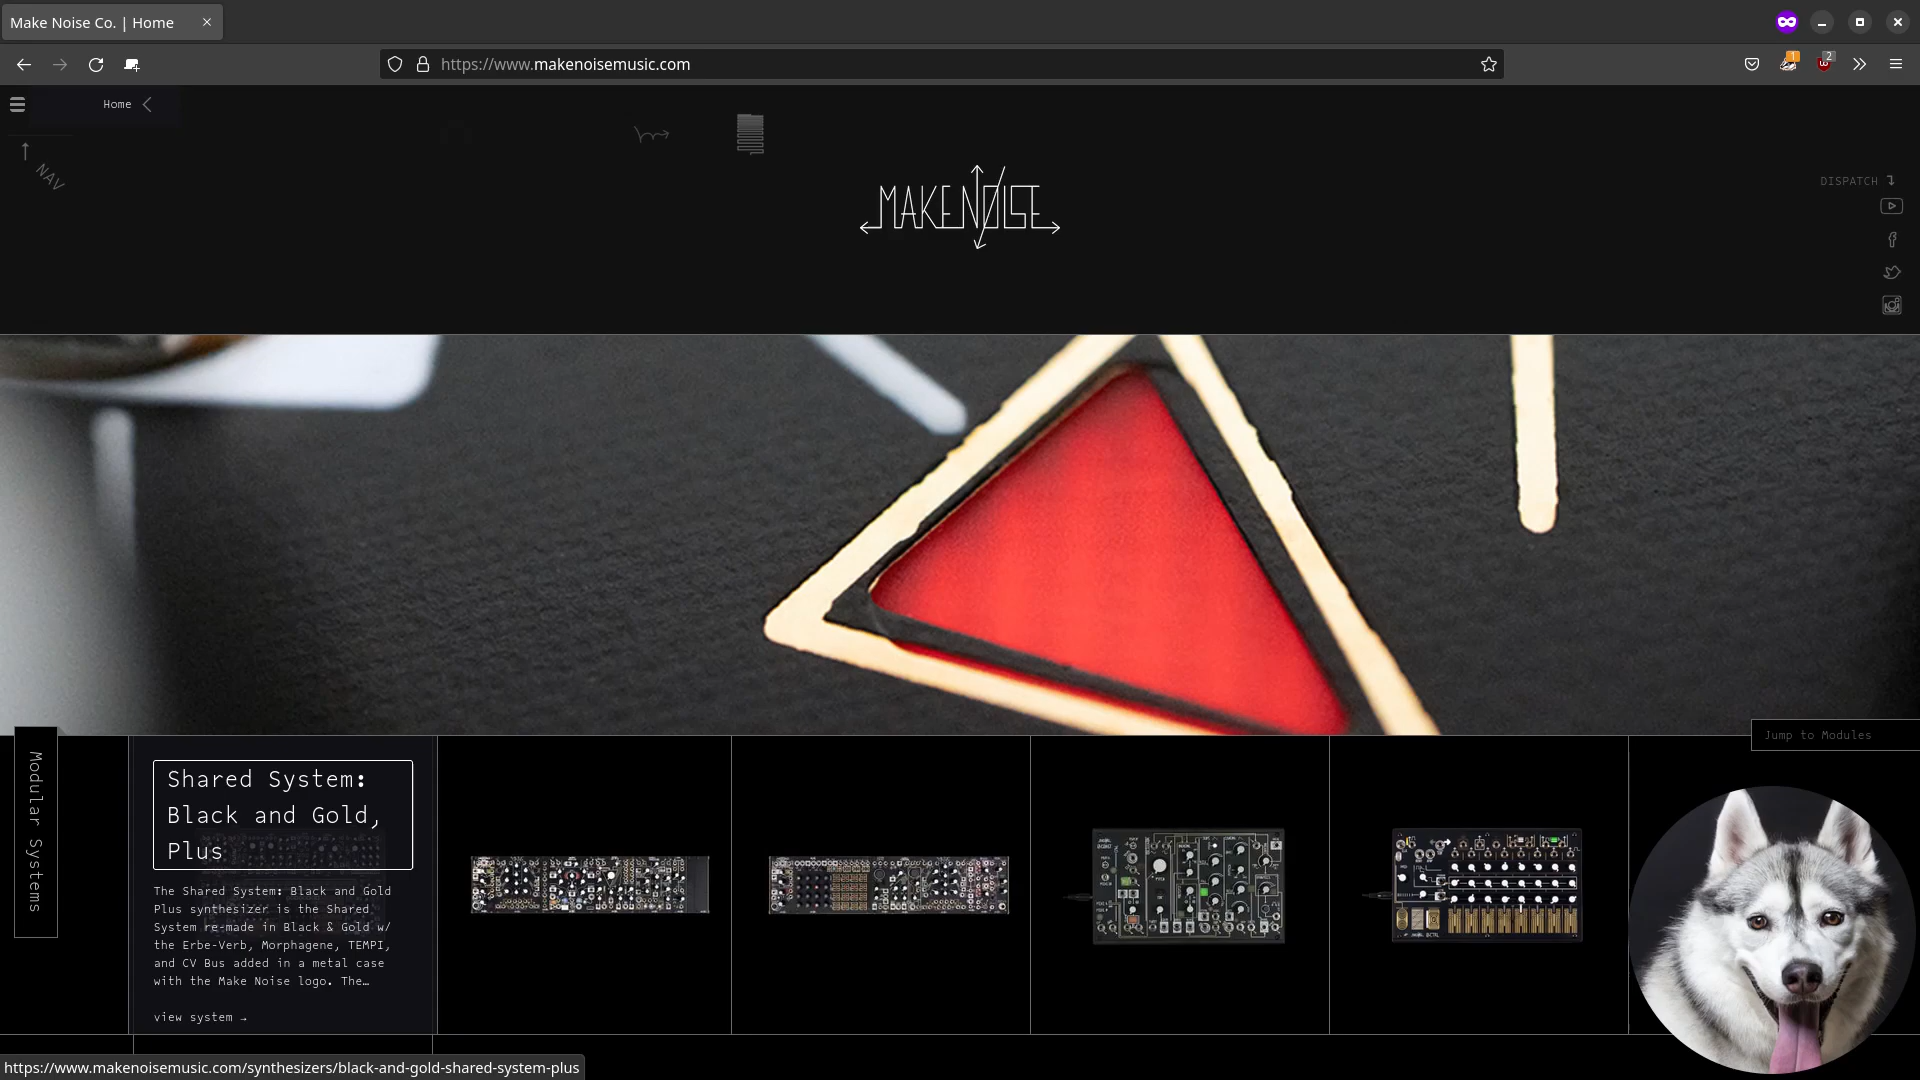 Make Noise Co. | Home
https://www.makenoisemusic.com
1
2
Home
NAV
MAKE NOISE
DISPATCH
Jump to Modules
Modular Systems
Shared System:
Black and Gold,
Plus
The Shared System: Black and Gold
Plus synthesizer is the Shared
System re-made in Black & Gold w/
the Erbe-Verb, Morphagene, TEMPI,
and CV Bus added in a metal case
with the Make Noise logo. The…
view system →
https://www.makenoisemusic.com/synthesizers/black-and-gold-shared-system-plus